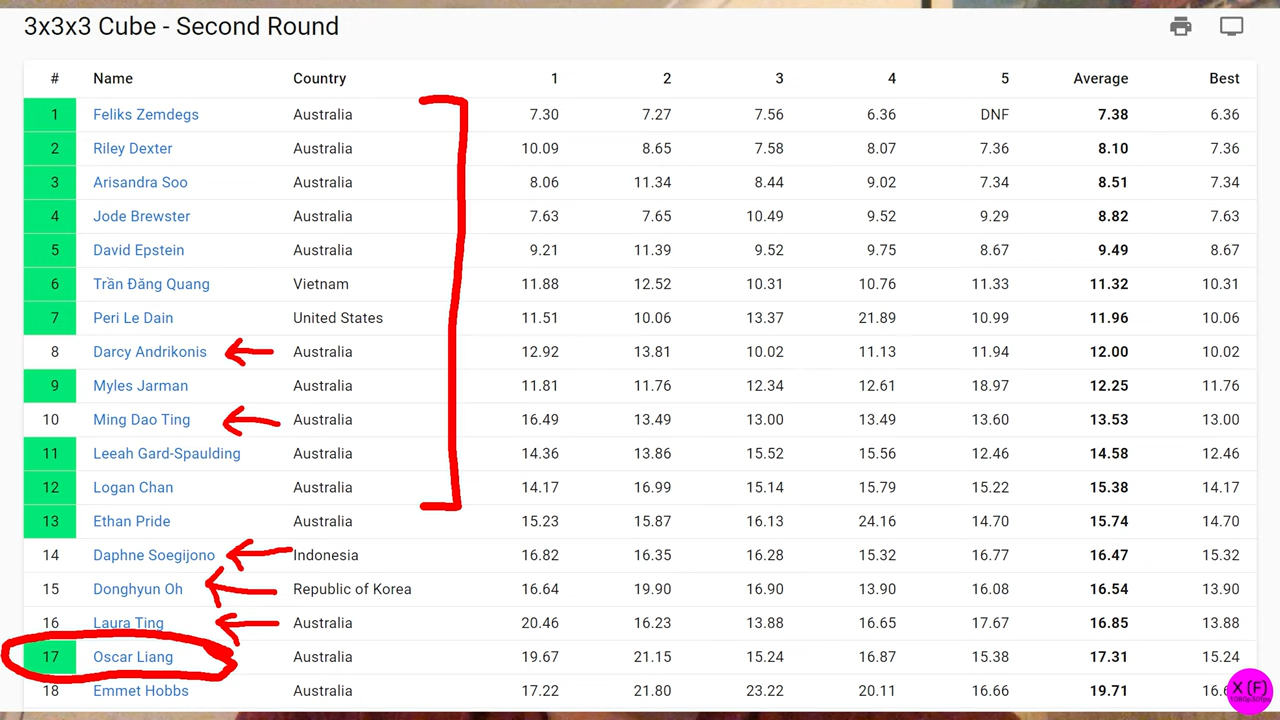 3x3x3 Cube - Second Round
# Name Country 1 2 3 4 5 Average Best
1 Feliks Zemdegs Australia 7.30 7.27 7.56 6.36 DNF 7.38 6.36
2 Riley Dexter Australia 10.09 8.65 7.58 8.07 7.36 8.10 7.36
3 Arisandra Soo Australia 8.06 11.34 8.44 9.02 7.34 8.51 7.34
4 Jode Brewster Australia 7.63 7.65 10.49 9.52 9.29 8.82 7.63
5 David Epstein Australia 9.21 11.39 9.52 9.75 8.67 9.49 8.67
6 Trần Đăng Quang Vietnam 11.88 12.52 10.31 10.76 11.33 11.32 10.31
7 Peri Le Dain United States 11.51 10.06 13.37 21.89 10.99 11.96 10.06
8 Darcy Andrikonis Australia 12.92 13.81 10.02 11.13 11.94 12.00 10.02
9 Myles Jarman Australia 11.81 11.76 12.34 12.61 18.97 12.25 11.76
10 Ming Dao Ting Australia 16.49 13.49 13.00 13.49 13.60 13.53 13.00
11 Leeah Gard-Spaulding Australia 14.36 13.86 15.52 15.56 12.46 14.58 12.46
12 Logan Chan Australia 14.17 16.99 15.14 15.79 15.22 15.38 14.17
13 Ethan Pride Australia 15.23 15.87 16.13 24.16 14.70 15.74 14.70
14 Daphne Soegijono Indonesia 16.82 16.35 16.28 15.32 16.77 16.47 15.32
15 Donghyun Oh Republic of Korea 16.64 19.90 16.90 13.90 16.08 16.54 13.90
16 Laura Ting Australia 20.46 16.23 13.88 16.65 17.67 16.85 13.88
17 Oscar Liang Australia 19.67 21.15 15.24 16.87 15.38 17.31 15.24
18 Emmet Hobbs Australia 17.22 21.80 23.22 20.11 16.66 19.71
X (F)